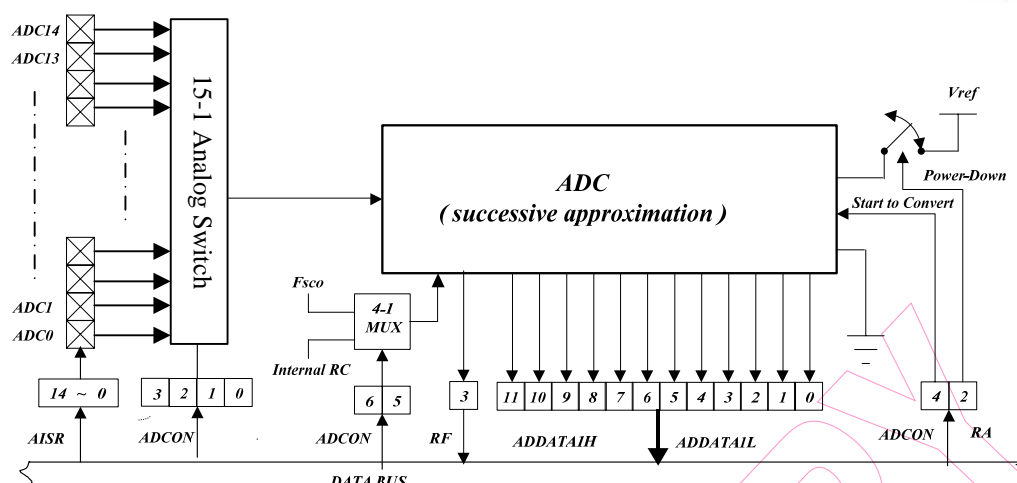 ADC14
ADC13
15-1 Analog Switch
Vref
ADC
( successive approximation )
Power-Down
Start to Convert
Fsco
4-1
MUX
ADC1
ADC0
Internal RC
14 ~ 0
3 2 1 0
6 5
3
11 10 9 8 7 6 5 4 3 2 1 0
4 2
AISR
ADCON
ADCON
RF
ADDATA1H
ADDATA1L
ADCON
RA
DATA BUS